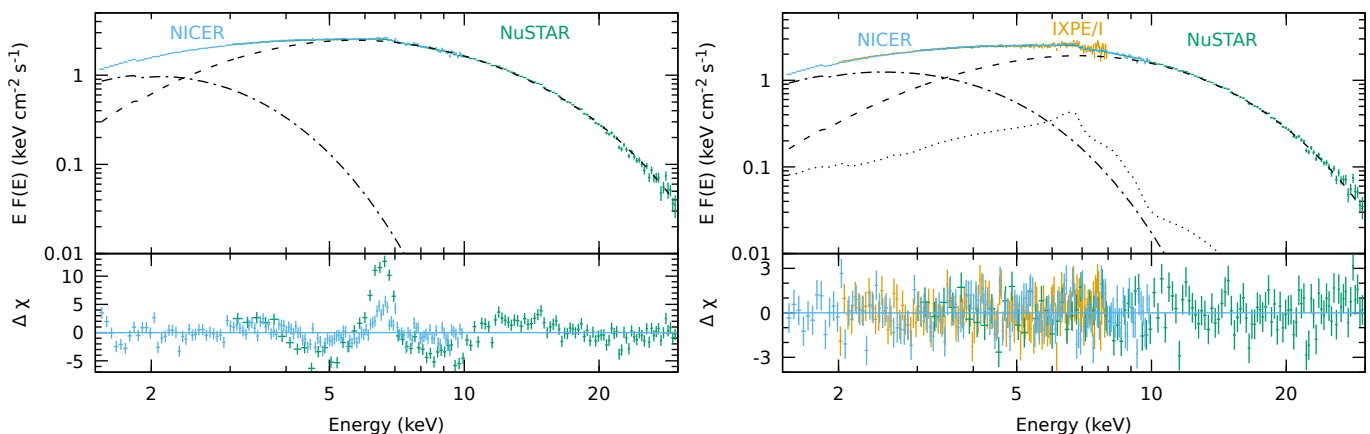 NICER
NuSTAR
E F(E) (keV cm⁻² s⁻¹)
1
0.1
0.01
Δ χ
10
5
0
-5
2
5
10
20
Energy (keV)
IXPE/I
NICER
NuSTAR
E F(E) (keV cm⁻² s⁻¹)
1
0.1
0.01
Δ χ
3
0
-3
2
5
10
20
Energy (keV)